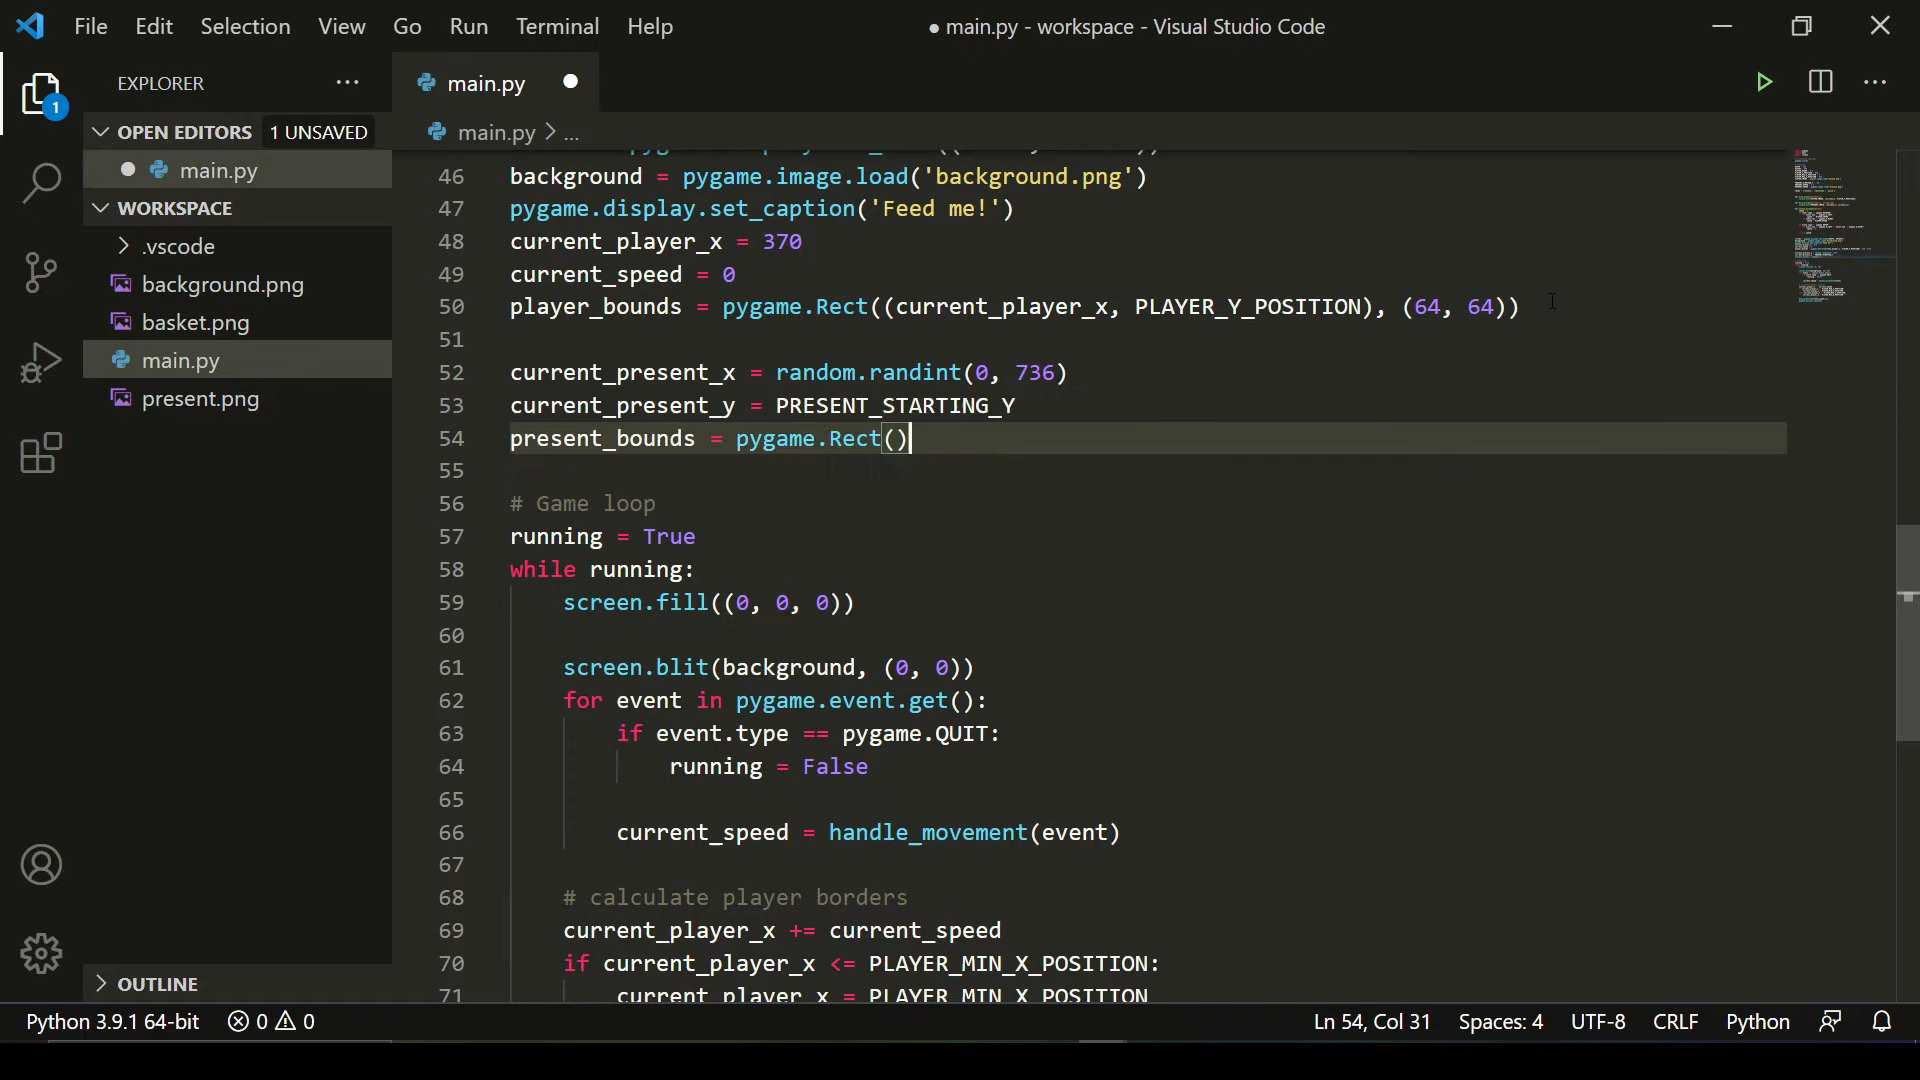 File Edit Selection View Go Run Terminal Help
● main.py - workspace - Visual Studio Code
EXPLORER
main.py
1
OPEN EDITORS 1 UNSAVED
main.py > ...
main.py
WORKSPACE
.vscode
background.png
basket.png
main.py
present.png
46 background = pygame.image.load('background.png')
47 pygame.display.set_caption('Feed me!')
48 current_player_x = 370
49 current_speed = 0
50 player_bounds = pygame.Rect((current_player_x, PLAYER_Y_POSITION), (64, 64))
51
52 current_present_x = random.randint(0, 736)
53 current_present_y = PRESENT_STARTING_Y
54 present_bounds = pygame.Rect()
55
56 # Game loop
57 running = True
58 while running:
59 screen.fill((0, 0, 0))
60
61 screen.blit(background, (0, 0))
62 for event in pygame.event.get():
63 if event.type == pygame.QUIT:
64 running = False
65
66 current_speed = handle_movement(event)
67
68 # calculate player borders
69 current_player_x += current_speed
70 if current_player_x <= PLAYER_MIN_X_POSITION:
71 current_player_x = PLAYER_MIN_X_POSITION
OUTLINE
Python 3.9.1 64-bit 0 0 Ln 54, Col 31 Spaces: 4 UTF-8 CRLF Python